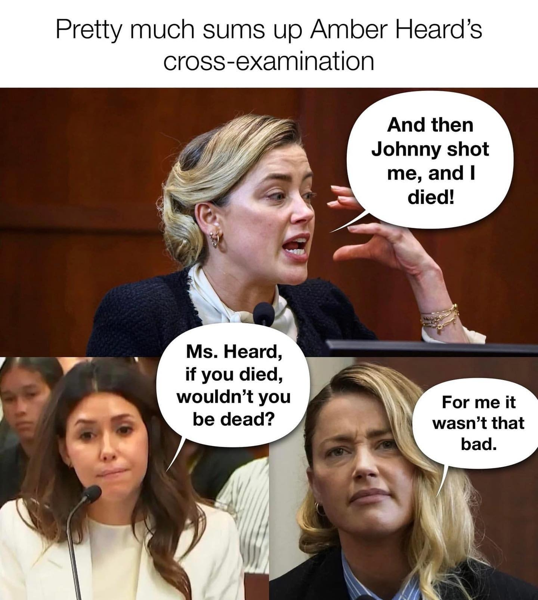 Pretty much sums up Amber Heard’s
cross-examination
And then
Johnny shot
me, and I
died!
Ms. Heard,
if you died,
wouldn’t you
be dead?
For me it
wasn’t that
bad.